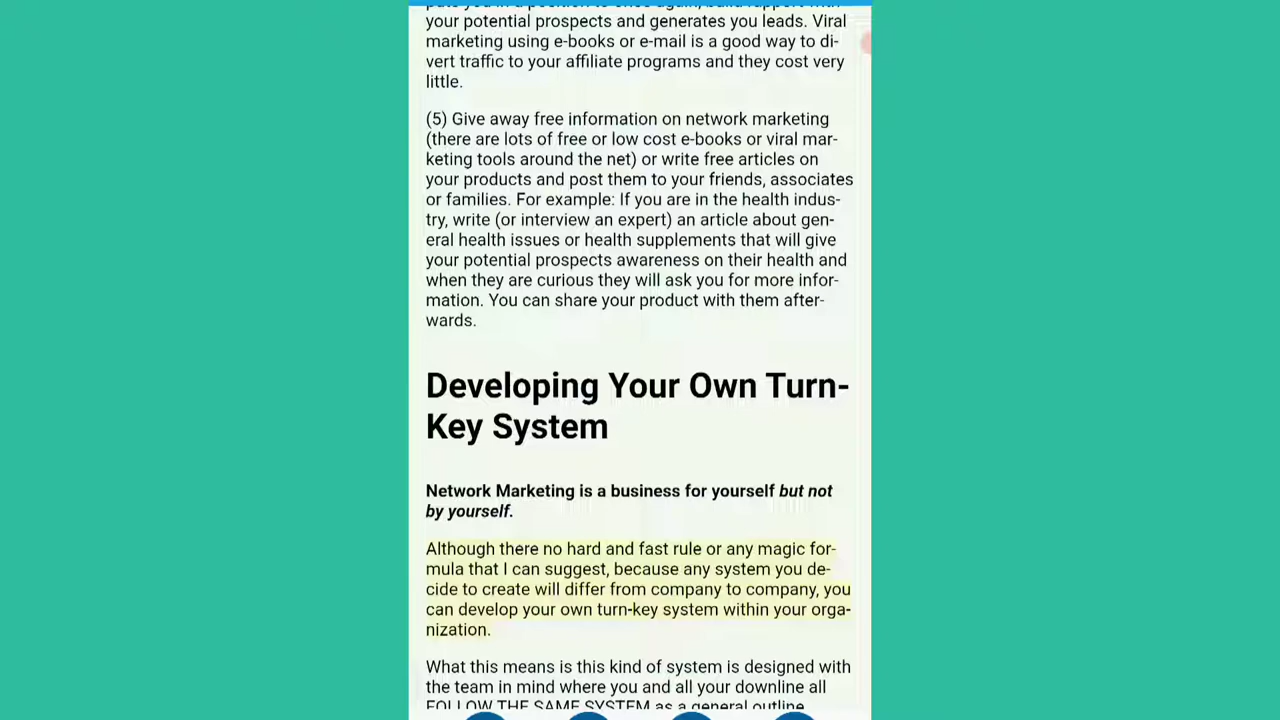 your potential prospects and generates you leads. Viral
marketing using e-books or e-mail is a good way to di-
vert traffic to your affiliate programs and they cost very
little.
(5) Give away free information on network marketing
(there are lots of free or low cost e-books or viral mar-
keting tools around the net) or write free articles on
your products and post them to your friends, associates
or families. For example: If you are in the health indus-
try, write (or interview an expert) an article about gen-
eral health issues or health supplements that will give
your potential prospects awareness on their health and
when they are curious they will ask you for more infor-
mation. You can share your product with them after-
wards.
Developing Your Own Turn-
Key System
Network Marketing is a business for yourself but not
by yourself.
Although there no hard and fast rule or any magic for-
mula that I can suggest, because any system you de-
cide to create will differ from company to company, you
can develop your own turn-key system within your orga-
nization.
What this means is this kind of system is designed with
the team in mind where you and all your downline all
FOLLOW THE SAME SYSTEM as a general outline